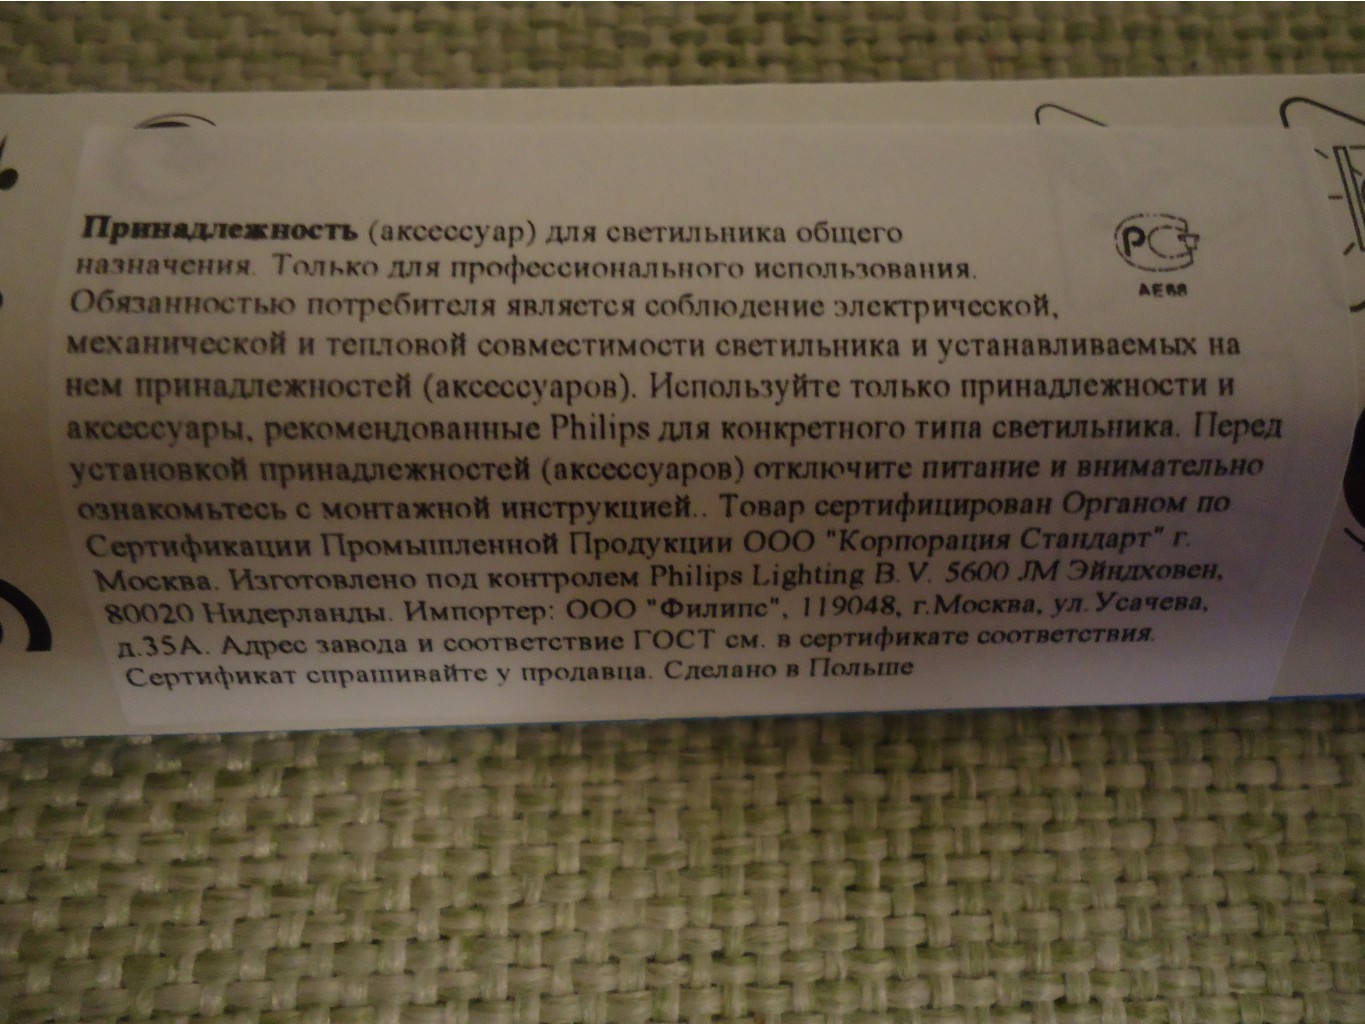 Принадлежность (аксессуар) для светильника общего
назначения. Только для профессионального использования.
Обязанностью потребителя является соблюдение электрической,
механической и тепловой совместимости светильника и устанавливаемых на
нем принадлежностей (аксессуаров). Используйте только принадлежности и
аксессуары, рекомендованные Philips для конкретного типа светильника. Перед
установкой принадлежностей (аксессуаров) отключите питание и внимательно
ознакомьтесь с монтажной инструкцией.. Товар сертифицирован Органом по
Сертификации Промышленной Продукции ООО "Корпорация Стандарт" г.
Москва. Изготовлено под контролем Philips Lighting B.V. 5600 JM Эйндховен,
80020 Нидерланды. Импортер: ООО "Филипс", 119048, г.Москва, ул.Усачева,
д.35А. Адрес завода и соответствие ГОСТ см. в сертификате соответствия.
Сертификат спрашивайте у продавца. Сделано в Польше
РСТ
АЕ88